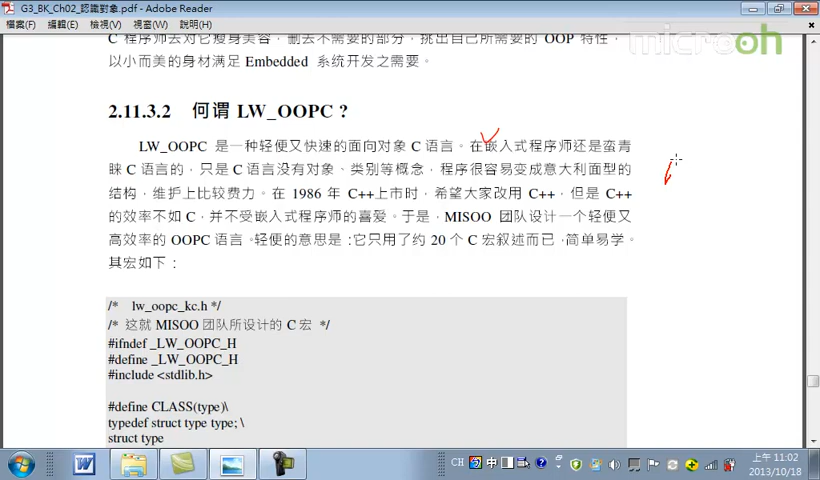 G3_BK_Ch02_認識對象.pdf - Adobe Reader
檔案(F) 編輯(E) 檢視(V) 視窗(W) 說明(H)
microoh
C 程序师去对它瘦身美容，删去不需要的部分，挑出自己所需要的 OOP 特性，
以小而美的身材满足 Embedded 系统开发之需要。
2.11.3.2 何谓 LW_OOPC？
LW_OOPC 是一种轻便又快速的面向对象 C 语言。在嵌入式程序师还是蛮青
睐 C 语言的，只是 C 语言没有对象、类别等概念，程序很容易变成意大利面型的
结构，维护上比较费力。在 1986 年 C++上市时，希望大家改用 C++，但是 C++
的效率不如 C，并不受嵌入式程序师的喜爱。于是，MISOO 团队设计一个轻便又
高效率的 OOPC 语言。轻便的意思是：它只用了约 20 个 C 宏叙述而已，简单易学。
其宏如下：
/* lw_oopc_kc.h */
/* 这就 MISOO 团队所设计的 C 宏 */
#ifndef _LW_OOPC_H
#define _LW_OOPC_H
#include <stdlib.h>
#define CLASS(type)\
typedef struct type type; \
struct type
CH 中
上午 11:02
2013/10/18